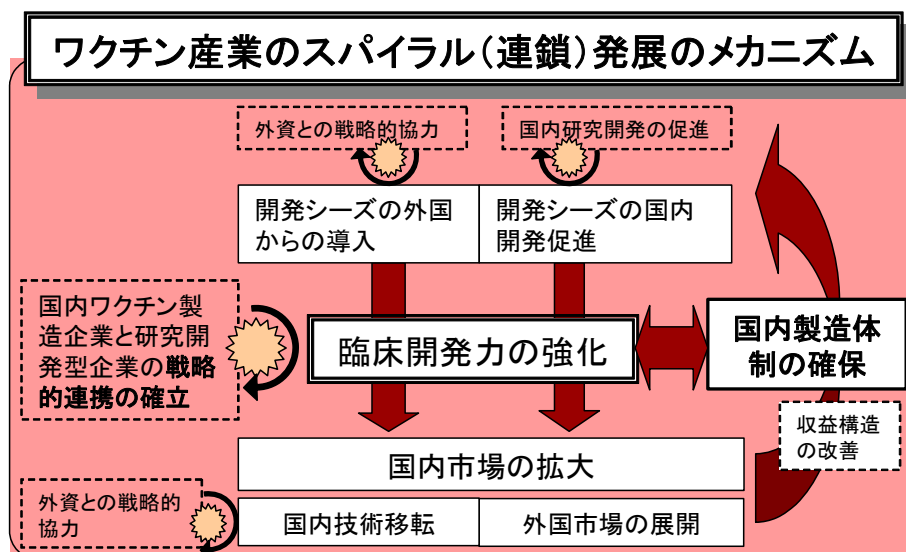 ワクチン産業のスパイラル(連鎖)発展のメカニズム
外資との戦略的協力
国内研究開発の促進
開発シーズの外国
からの導入
開発シーズの国内
開発促進
国内ワクチン製
造企業と研究開
発型企業の戦略
的連携の確立
臨床開発力の強化
国内製造体
制の確保
収益構造
の改善
国内市場の拡大
外資との戦略的
協力
国内技術移転
外国市場の展開